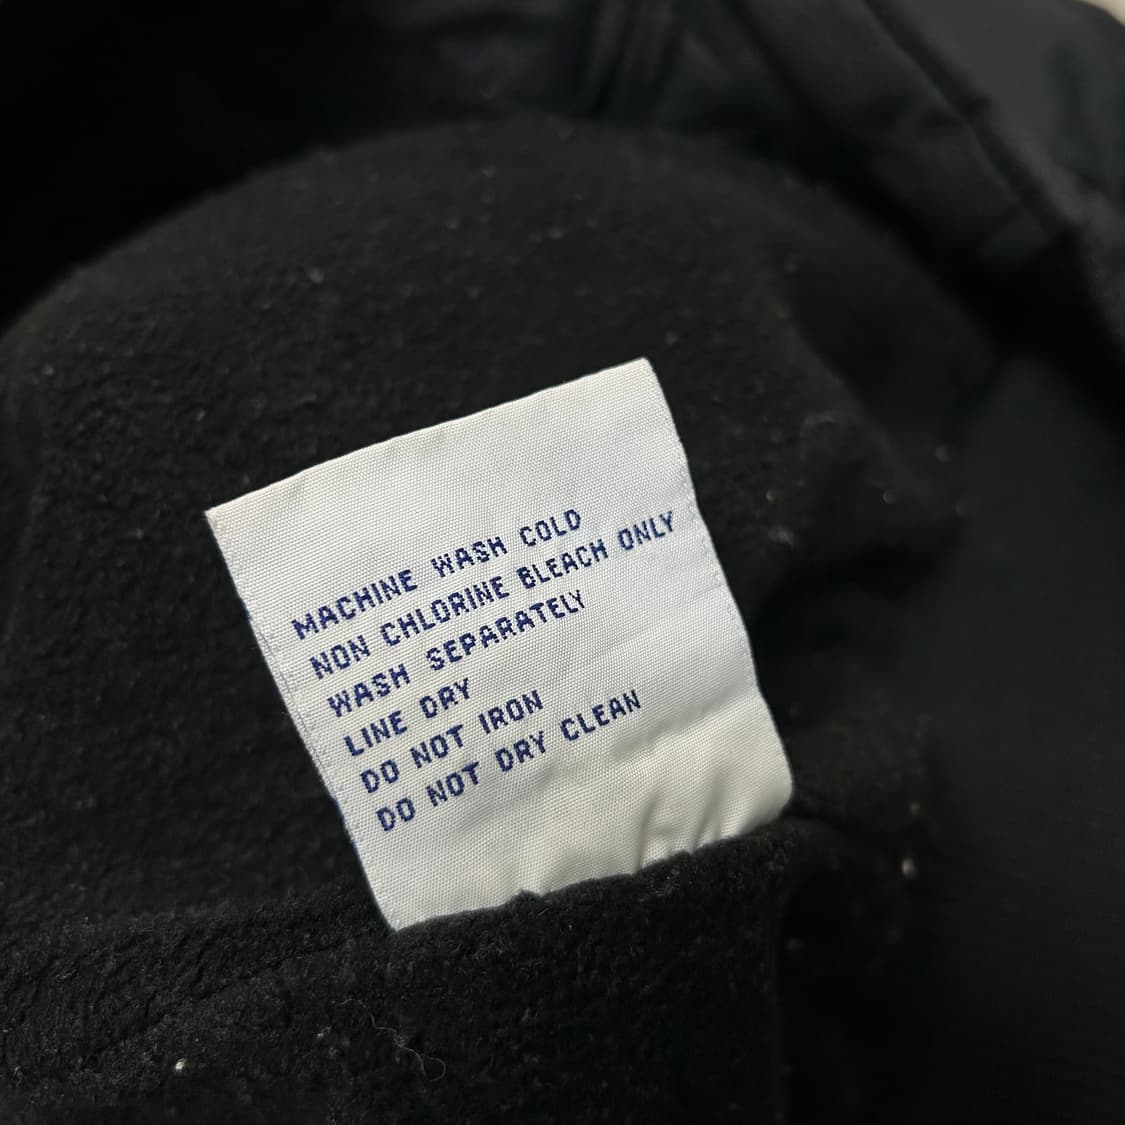 MACHINE WASH COLD
NON CHLORINE BLEACH ONLY
WASH SEPARATELY
LINE DRY
DO NOT IRON
DO NOT DRY CLEAN